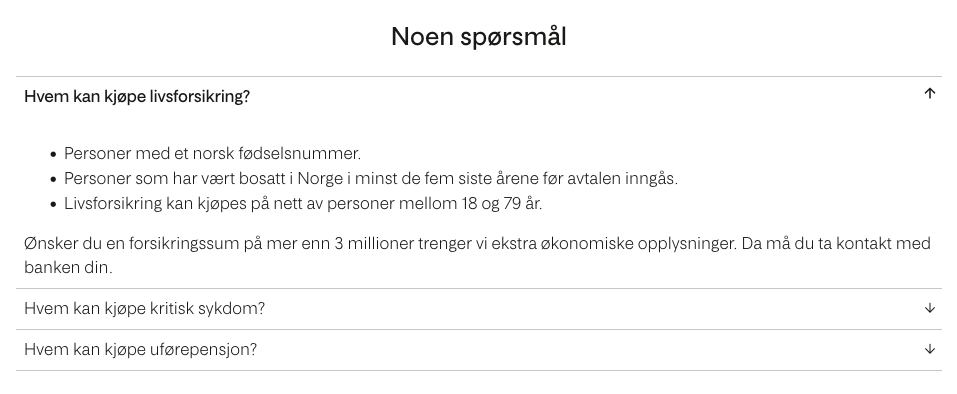 Noen spørsmål
Hvem kan kjøpe livsforsikring?
• Personer med et norsk fødselsnummer.
• Personer som har vært bosatt i Norge i minst de fem siste årene før avtalen inngås.
• Livsforsikring kan kjøpes på nett av personer mellom 18 og 79 år.
Ønsker du en forsikringssum på mer enn 3 millioner trenger vi ekstra økonomiske opplysninger. Da må du ta kontakt med
banken din.
Hvem kan kjøpe kritisk sykdom?
Hvem kan kjøpe uførepensjon?